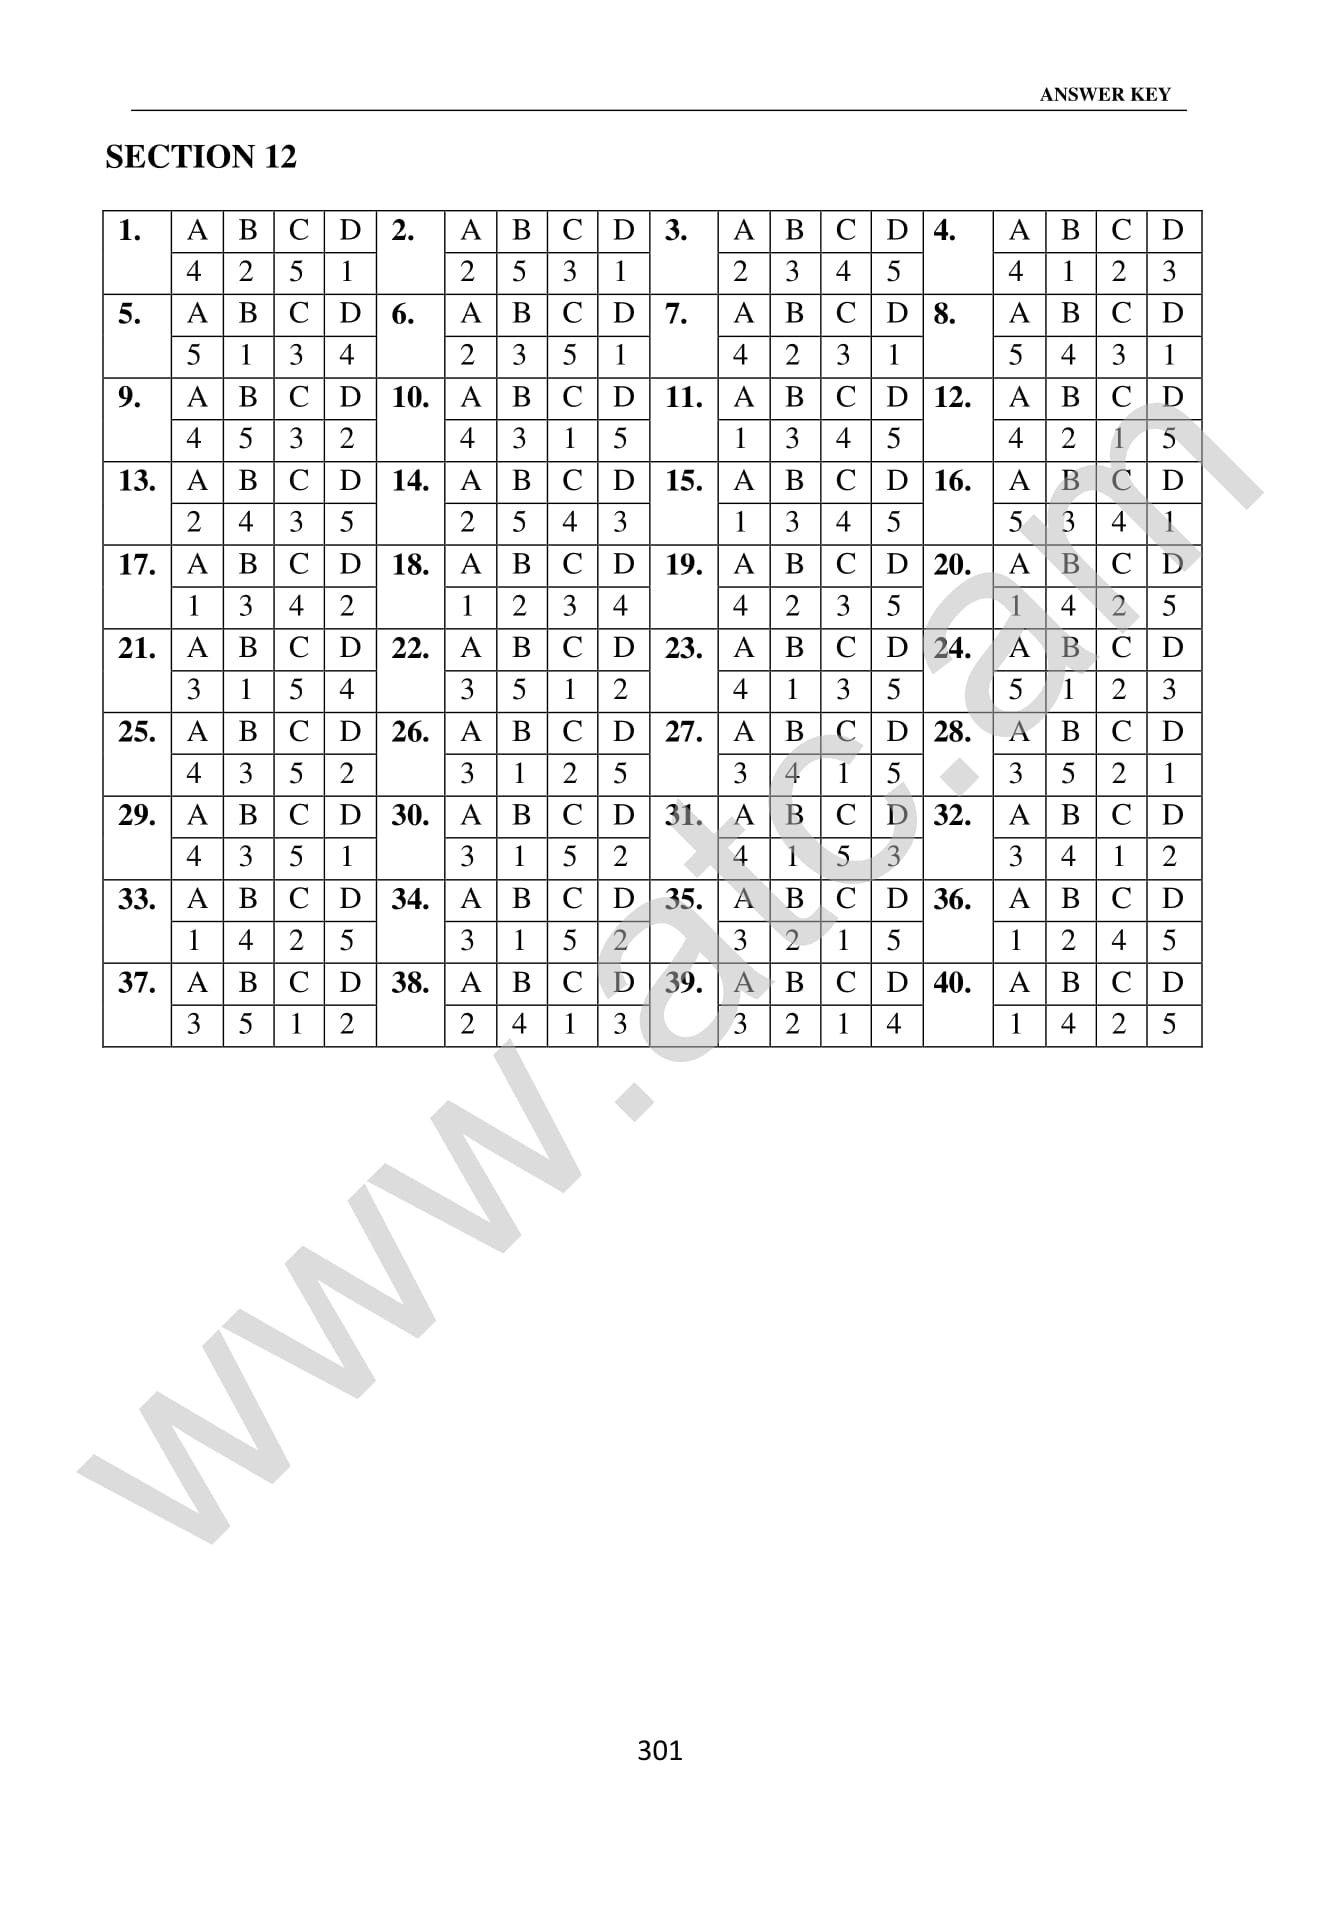 ANSWER KEY
SECTION 12
1. A B C D 2. A B C D 3. A B C D 4. A B C D
4 2 5 1 2 5 3 1 2 3 4 5 4 1 2 3
5. A B C D 6. A B C D 7. A B C D 8. A B C D
5 1 3 4 2 3 5 1 4 2 3 1 5 4 3 1
9. A B C D 10. A B C D 11. A B C D 12. A B C D
4 5 3 2 4 3 1 5 1 3 4 5 4 2 1 5
13. A B C D 14. A B C D 15. A B C D 16. A B C D
2 4 3 5 2 5 4 3 1 3 4 5 5 3 4 1
17. A B C D 18. A B C D 19. A B C D 20. A B C D
1 3 4 2 1 2 3 4 4 2 3 5 1 4 2 5
21. A B C D 22. A B C D 23. A B C D 24. A B C D
3 1 5 4 3 5 1 2 4 1 3 5 5 1 2 3
25. A B C D 26. A B C D 27. A B C D 28. A B C D
4 3 5 2 3 1 2 5 3 4 1 5 3 5 2 1
29. A B C D 30. A B C D 31. A B C D 32. A B C D
4 3 5 1 3 1 5 2 4 1 5 3 3 4 1 2
33. A B C D 34. A B C D 35. A B C D 36. A B C D
1 4 2 5 3 1 5 2 3 2 1 5 1 2 4 5
37. A B C D 38. A B C D 39. A B C D 40. A B C D
3 5 1 2 2 4 1 3 3 2 1 4 1 4 2 5
www.atc.am
301